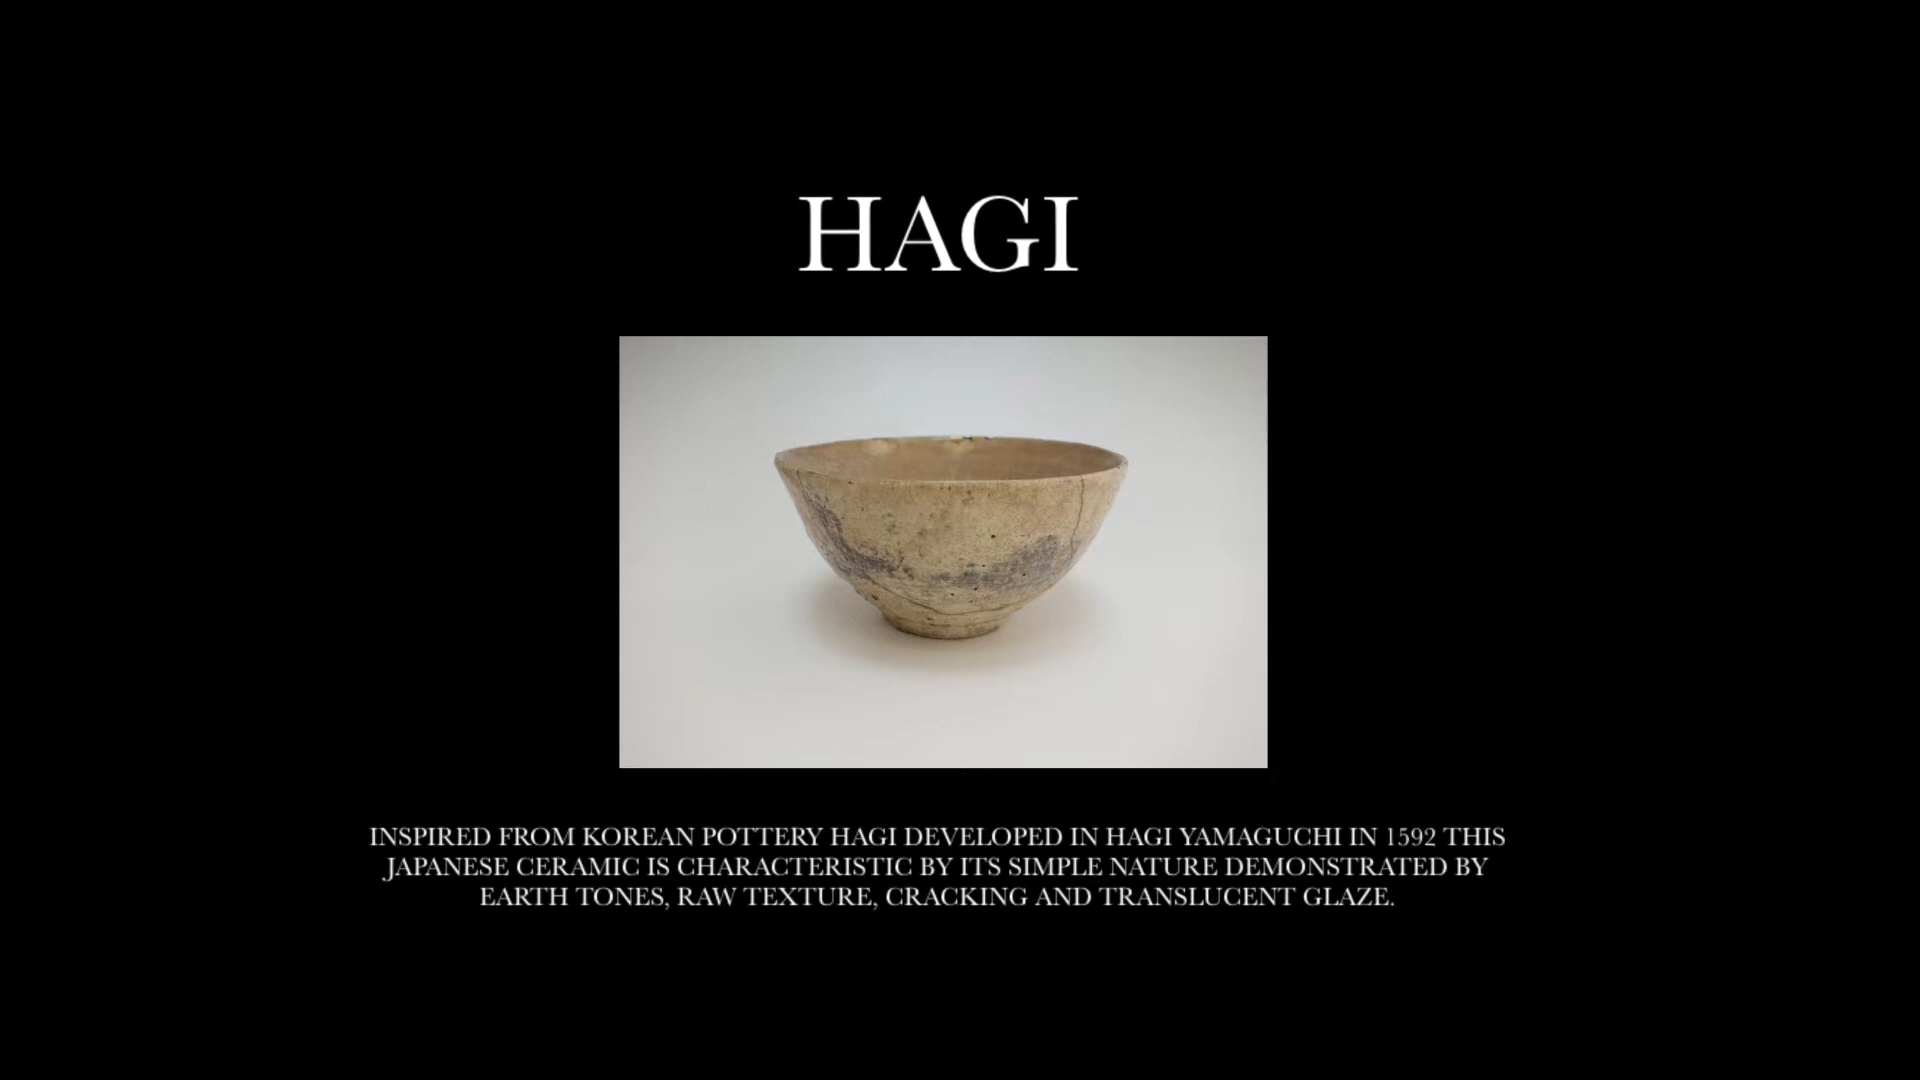 HAGI
INSPIRED FROM KOREAN POTTERY HAGI DEVELOPED IN HAGI YAMAGUCHI IN 1592 THIS
JAPANESE CERAMIC IS CHARACTERISTIC BY ITS SIMPLE NATURE DEMONSTRATED BY
EARTH TONES, RAW TEXTURE, CRACKING AND TRANSLUCENT GLAZE.